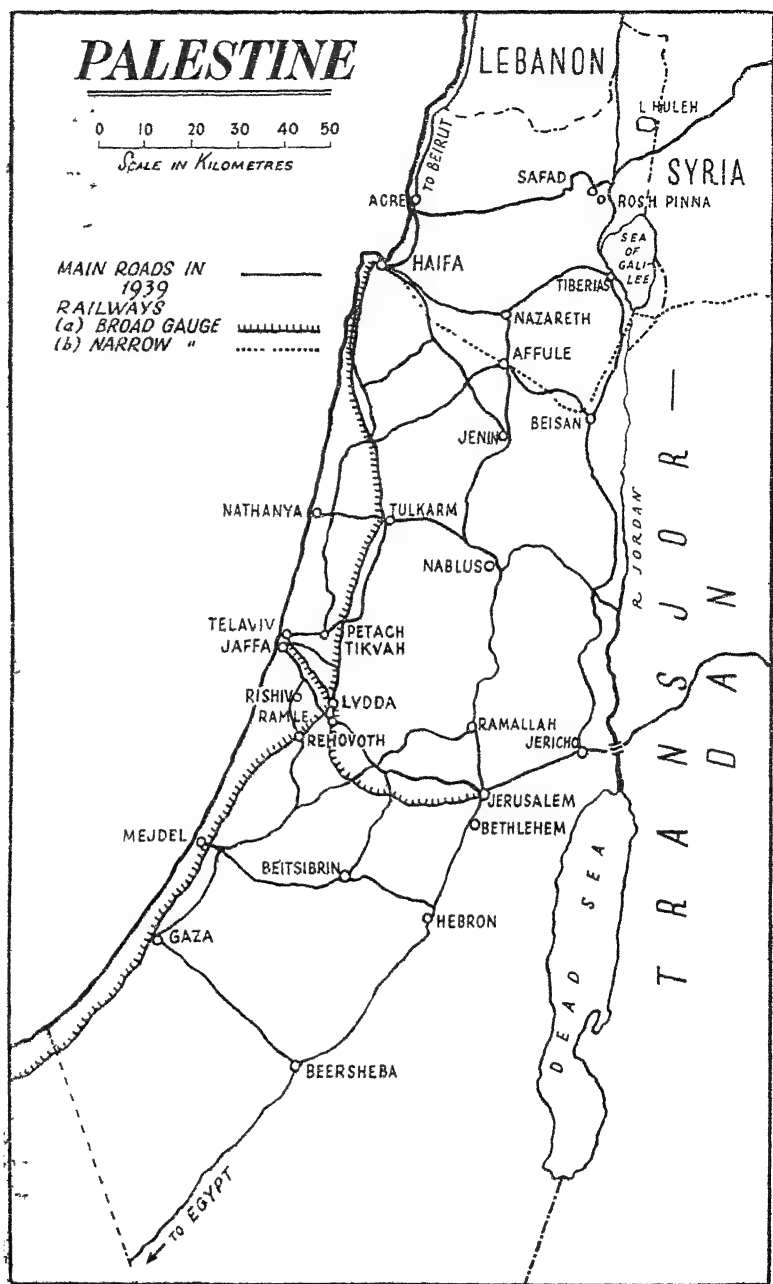 PALESTINE
0 10 20 30 40 50
SCALE IN KILOMETRES
MAIN ROADS IN
1939
RAILWAYS
(a) BROAD GAUGE
(b) NARROW "
LEBANON
TO BEIRUT
L HULEH
SYRIA
SAFAD
ROSH PINNA
ACRE
SEA
OF
GALI-
LEE
HAIFA
TIBERIAS
NAZARETH
AFFULE
BEISAN
JENIN
NATHANYA
TULKARM
NABLUS
R JORDAN
TRANSJOR-
DAN
TELAVIV
JAFFA
PETACH
TIKVAH
RISHIV
LYDDA
RAMLE
REHOVOTH
RAMALLAH
JERICHO
JERUSALEM
BETHLEHEM
MEJDEL
BEITSIBRIN
HEBRON
GAZA
DEAD SEA
BEERSHEBA
TO EGYPT